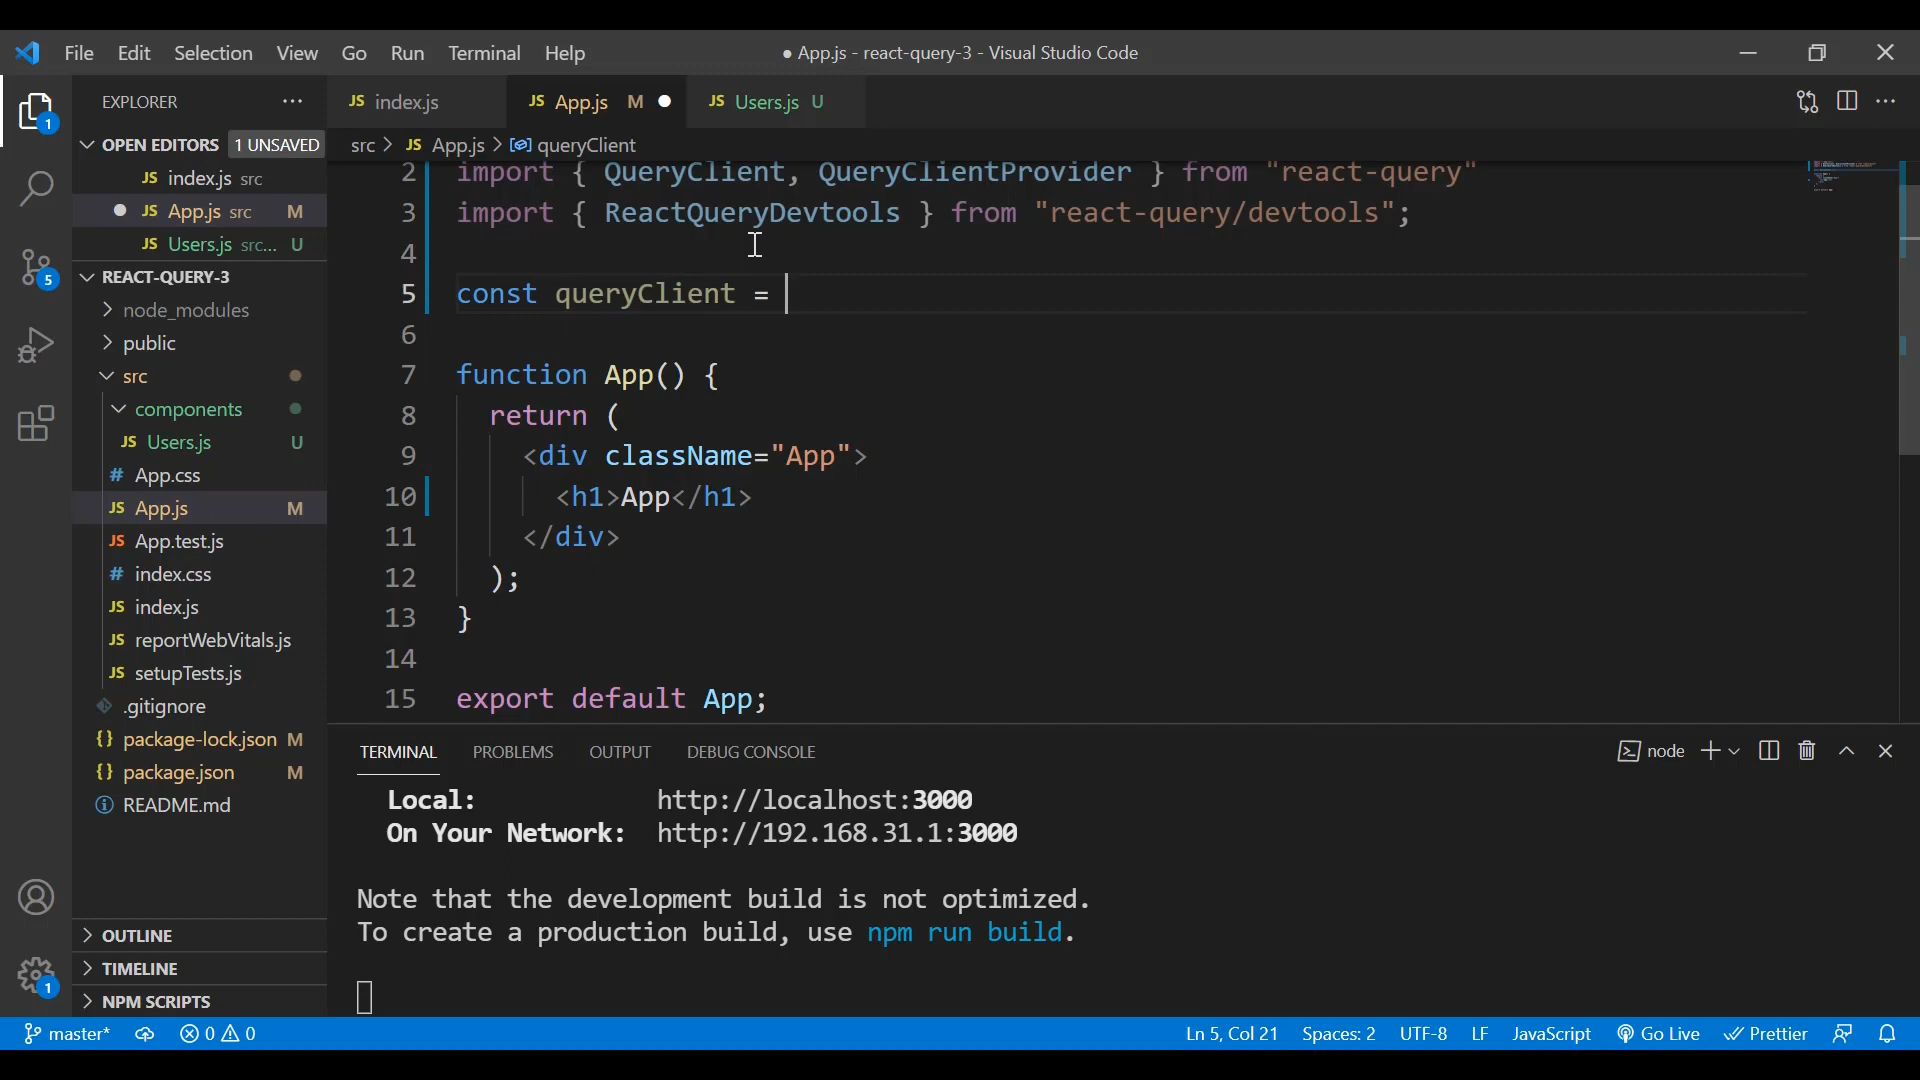 File Edit Selection View Go Run Terminal Help ● App.js - react-query-3 - Visual Studio Code
EXPLORER ···
JS index.js
JS App.js M ●
JS Users.js U
1
OPEN EDITORS 1 UNSAVED
src > JS App.js > queryClient
JS index.js src
● JS App.js src M
JS Users.js src... U
REACT-QUERY-3
5
node_modules
public
src
components
JS Users.js U
# App.css
JS App.js M
JS App.test.js
# index.css
JS index.js
JS reportWebVitals.js
JS setupTests.js
.gitignore
{} package-lock.json M
{} package.json M
README.md
OUTLINE
TIMELINE
NPM SCRIPTS
1
2 import { QueryClient, QueryClientProvider } from "react-query"
3 import { ReactQueryDevtools } from "react-query/devtools";
4
5 const queryClient =
6
7 function App() {
8 return (
9 <div className="App">
10 <h1>App</h1>
11 </div>
12 );
13 }
14
15 export default App;
TERMINAL PROBLEMS OUTPUT DEBUG CONSOLE node
Local: http://localhost:3000
On Your Network: http://192.168.31.1:3000
Note that the development build is not optimized.
To create a production build, use npm run build.
master* 0 0 Ln 5, Col 21 Spaces: 2 UTF-8 LF JavaScript Go Live Prettier